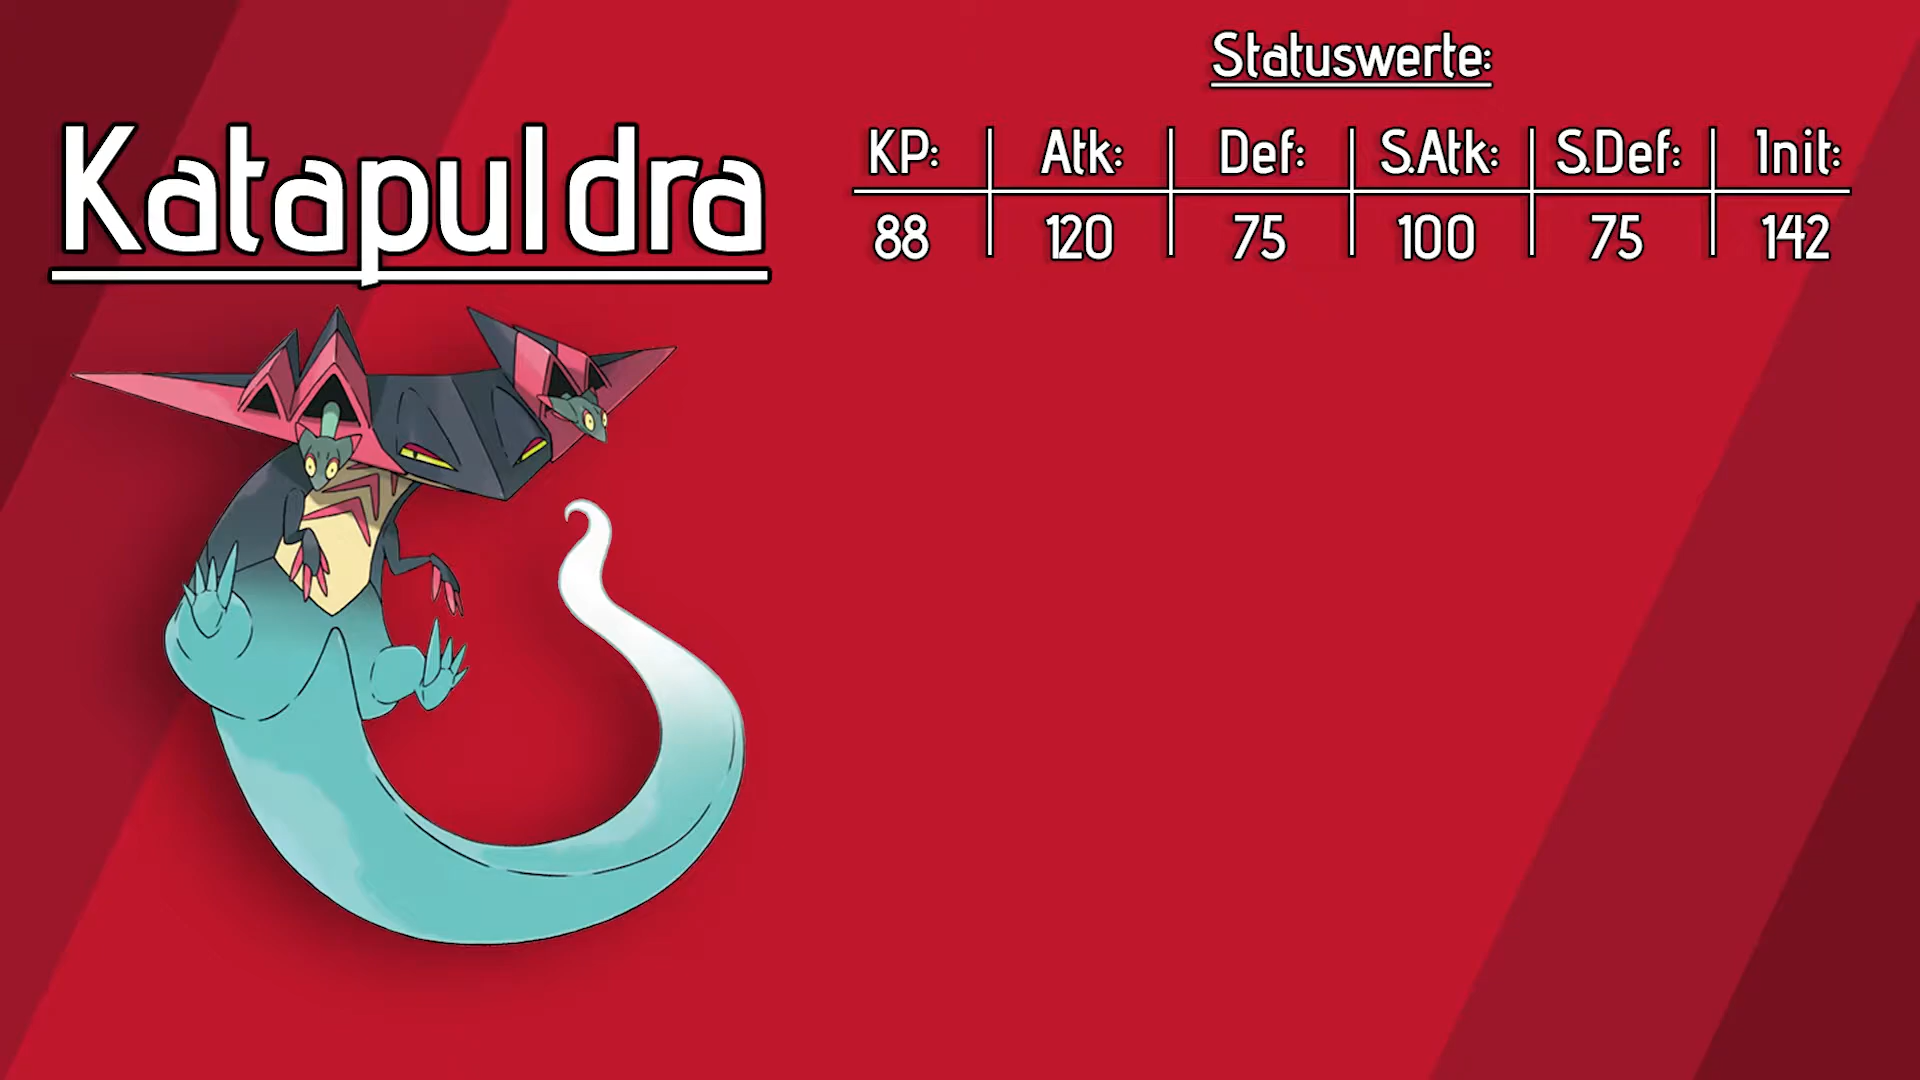 Statuswerte:
Katapuldra
KP: Atk: Def: S.Atk: S.Def: Init:
88 120 75 100 75 142